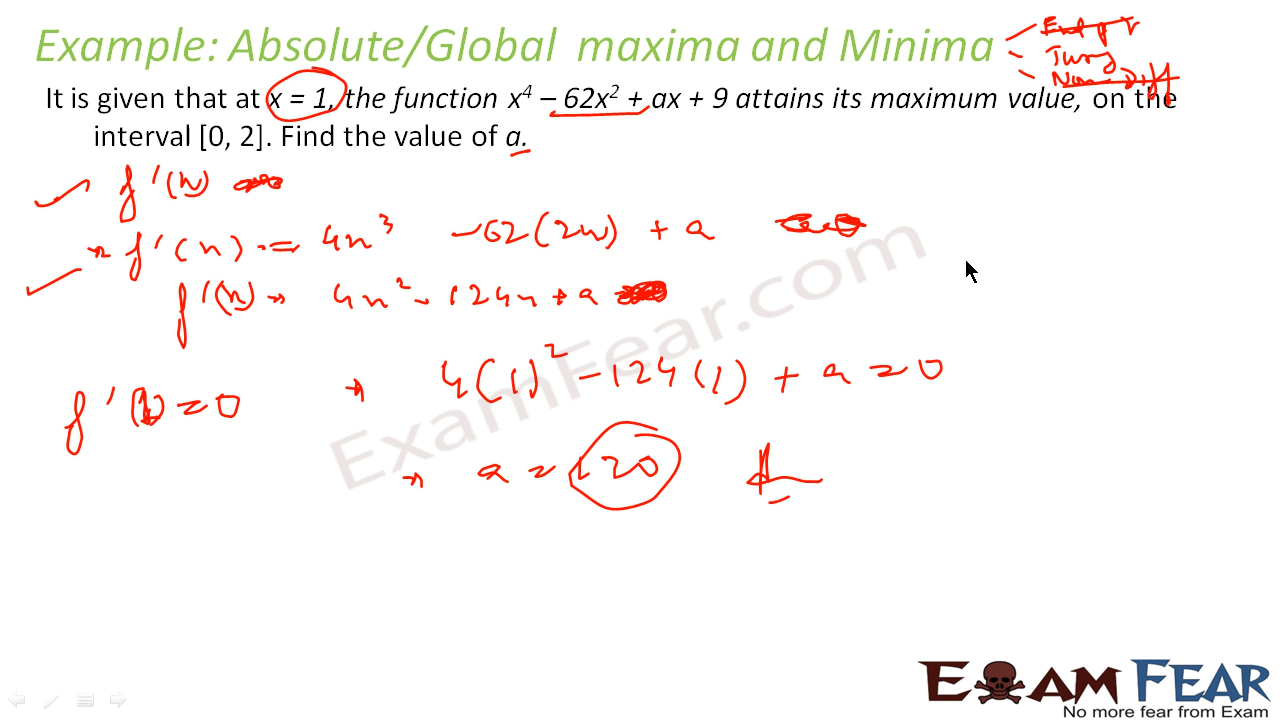 Example: Absolute/Global maxima and Minima
It is given that at x = 1, the function x⁴ – 62x² + ax + 9 attains its maximum value, on the
interval [0, 2]. Find the value of a.
f'(x)
f'(x) = 4x³ - 62(2x) + a
f'(x) → 4x² - 124x + a
f'(1) = 0 → 4(1)² - 124(1) + a = 0
→ a = 120
ExamFear.com
EXAM FEAR
No more fear from Exam